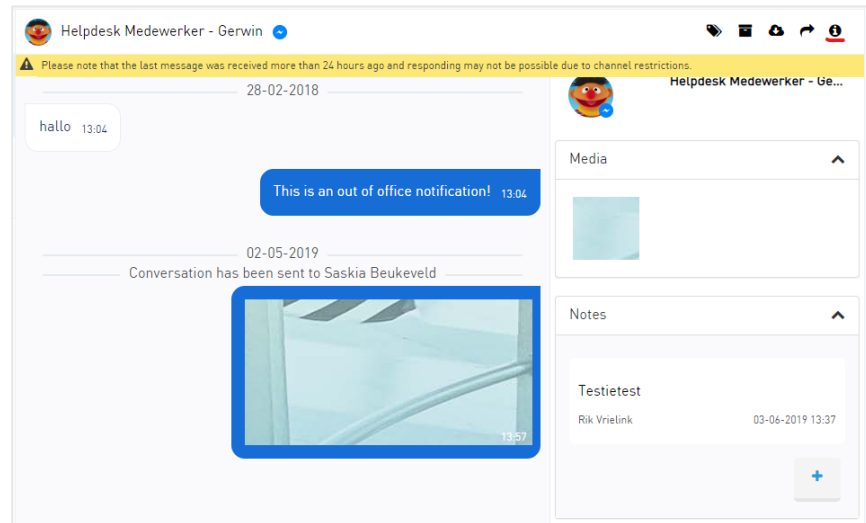 Helpdesk Medewerker - Gerwin
Please note that the last message was received more than 24 hours ago and responding may not be possible due to channel restrictions.
28-02-2018
hallo 13:04
This is an out of office notification! 13:04
02-05-2019
Conversation has been sent to Saskia Beukeveld
13:57
Helpdesk Medewerker - Ge...
Media
Notes
Testietest
Rik Vrielink 03-06-2019 13:37